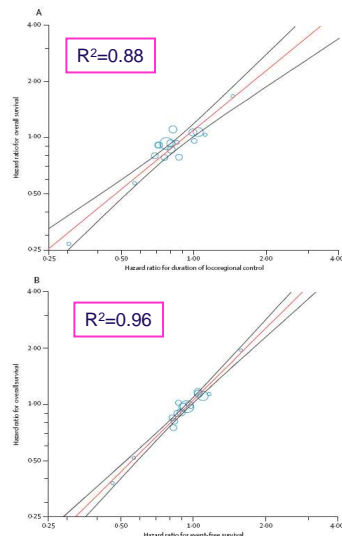 A
4·00
R²=0.88
2·00
Hazard ratio for overall survival
1·00
0·50
0·25
0·25 0·50 1·00 2·00 4·00
Hazard ratio for duration of locoregional control
B
4·00
R²=0.96
2·00
Hazard ratio for overall survival
1·00
0·50
0·25
0·25 0·50 1·00 2·00 4·00
Hazard ratio for event-free survival